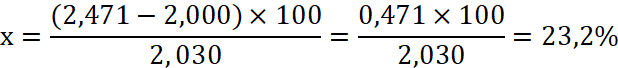 x = (2,471 − 2,000) × 100 / 2,030 = 0,471 × 100 / 2,030 = 23,2%